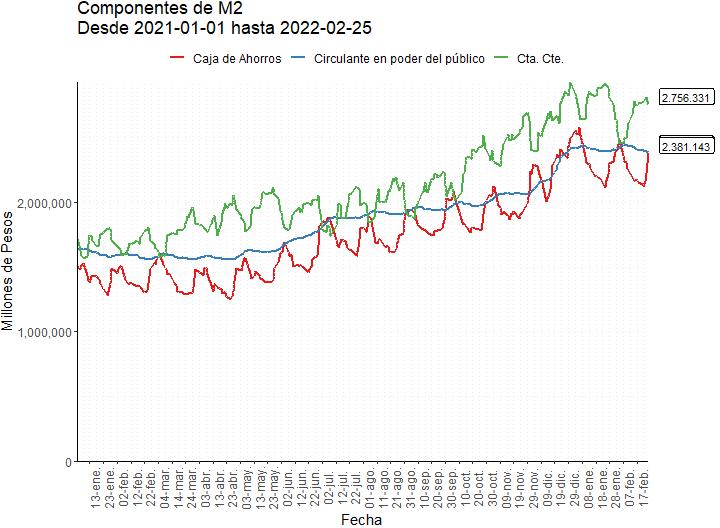 Componentes de M2
Desde 2021-01-01 hasta 2022-02-25
Caja de Ahorros Circulante en poder del público Cta. Cte.
2.756.331
2.381.143
2,000,000
1,000,000
0
Millones de Pesos
13-ene.
23-ene.
02-feb.
12-feb.
22-feb.
04-mar.
14-mar.
24-mar.
03-abr.
13-abr.
23-abr.
03-may.
13-may.
23-may.
02-jun.
12-jun.
22-jun.
02-jul.
12-jul.
22-jul.
01-ago.
11-ago.
21-ago.
31-ago.
10-sep.
20-sep.
30-sep.
10-oct.
20-oct.
30-oct.
09-nov.
19-nov.
29-nov.
09-dic.
19-dic.
29-dic.
08-ene.
18-ene.
28-ene.
07-feb.
17-feb.
Fecha